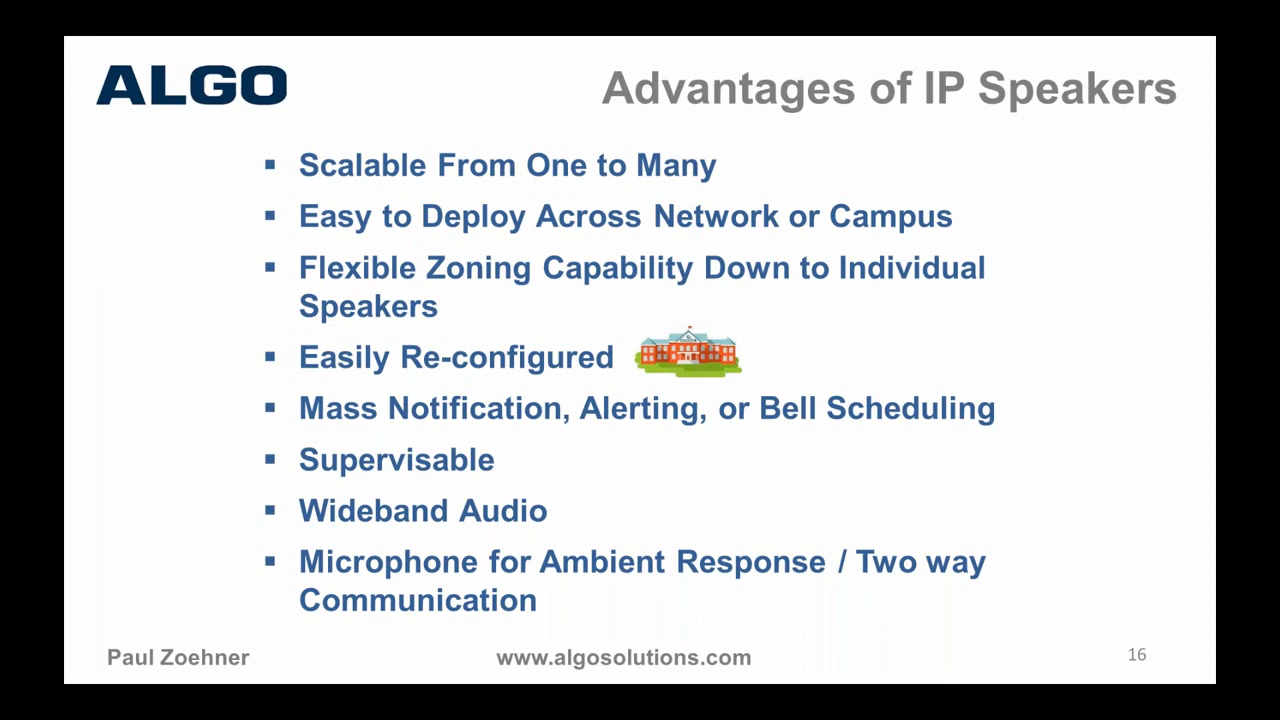 ALGO
Advantages of IP Speakers
▪ Scalable From One to Many
▪ Easy to Deploy Across Network or Campus
▪ Flexible Zoning Capability Down to Individual
Speakers
▪ Easily Re-configured
▪ Mass Notification, Alerting, or Bell Scheduling
▪ Supervisable
▪ Wideband Audio
▪ Microphone for Ambient Response / Two way
Communication
Paul Zoehner
www.algosolutions.com
16